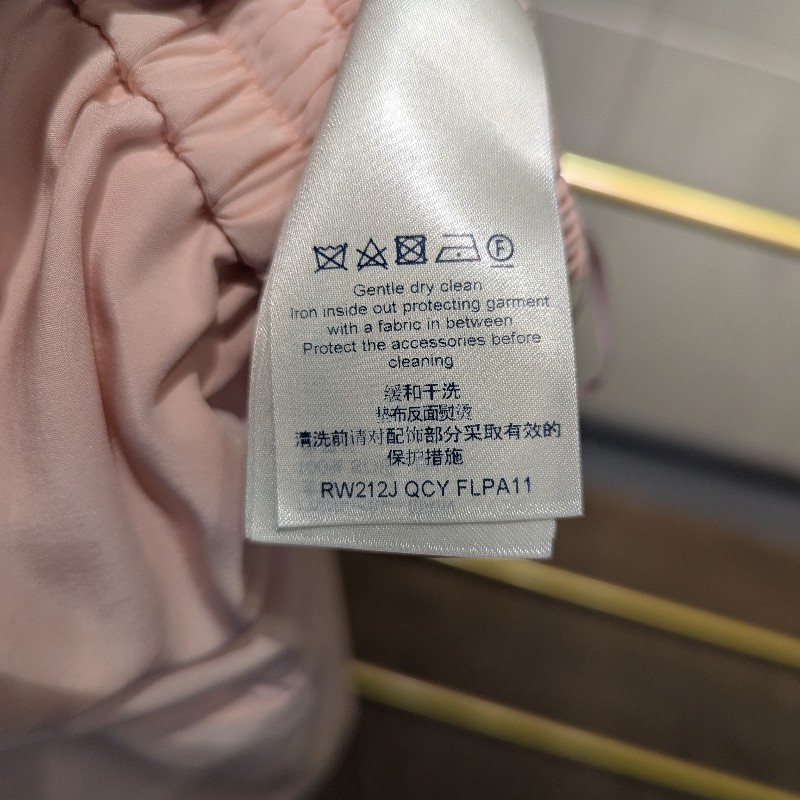 F
Gentle dry clean
Iron inside out protecting garment
with a fabric in between
Protect the accessories before
cleaning
缓和干洗
垫布反面熨烫
清洗前请对配饰部分采取有效的
保护措施
RW212J QCY FLPA11